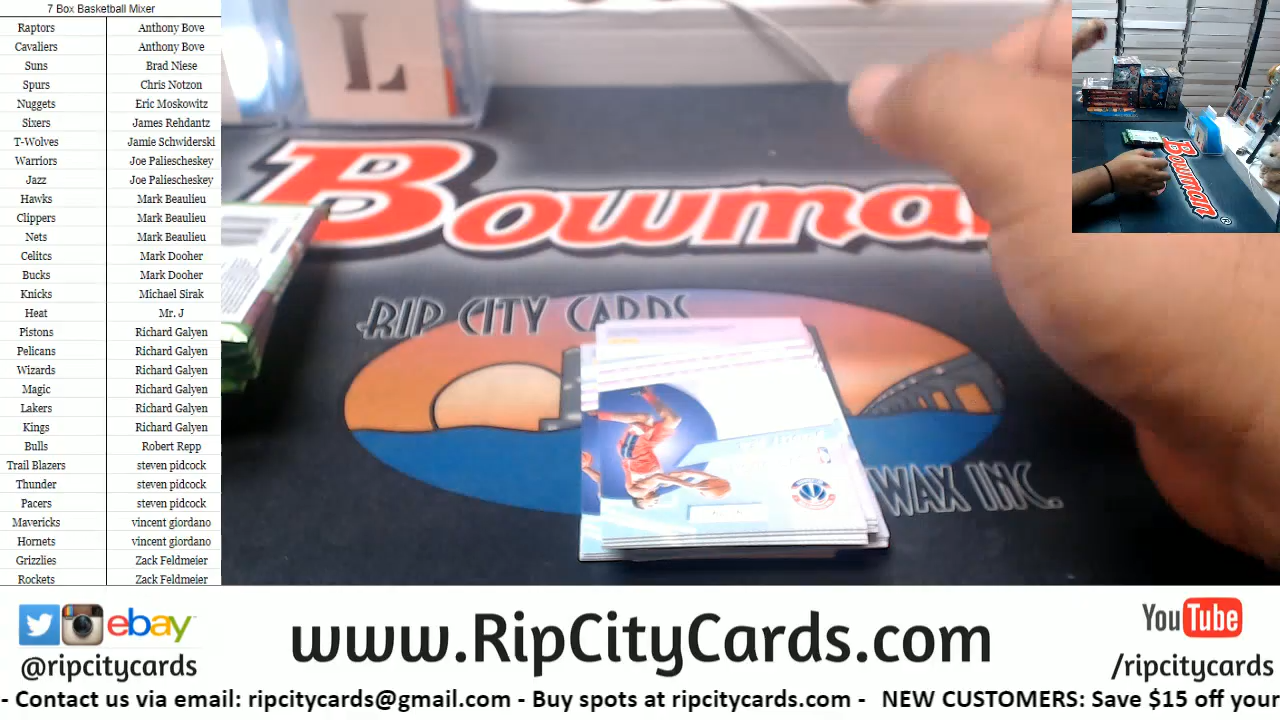 7 Box Basketball Mixer
Raptors Anthony Bove
Cavaliers Anthony Bove
Suns Brad Niese
Spurs Chris Notzon
Nuggets Eric Moskowitz
Sixers James Rehdantz
T-Wolves Jamie Schwiderski
Warriors Joe Paliescheskey
Jazz Joe Paliescheskey
Hawks Mark Beaulieu
Clippers Mark Beaulieu
Nets Mark Beaulieu
Celitcs Mark Dooher
Bucks Mark Dooher
Knicks Michael Sirak
Heat Mr. J
Pistons Richard Galyen
Pelicans Richard Galyen
Wizards Richard Galyen
Magic Richard Galyen
Lakers Richard Galyen
Kings Richard Galyen
Bulls Robert Repp
Trail Blazers steven pidcock
Thunder steven pidcock
Pacers steven pidcock
Mavericks vincent giordano
Hornets vincent giordano
Grizzlies Zack Feldmeier
Rockets Zack Feldmeier
L
Bowma
RIP CITY CARDS
WAX INC.
Bowman
®
ebay
@ripcitycards
www.RipCityCards.com
YouTube
/ripcitycards
- Contact us via email: ripcitycards@gmail.com - Buy spots at ripcitycards.com - NEW CUSTOMERS: Save $15 off your